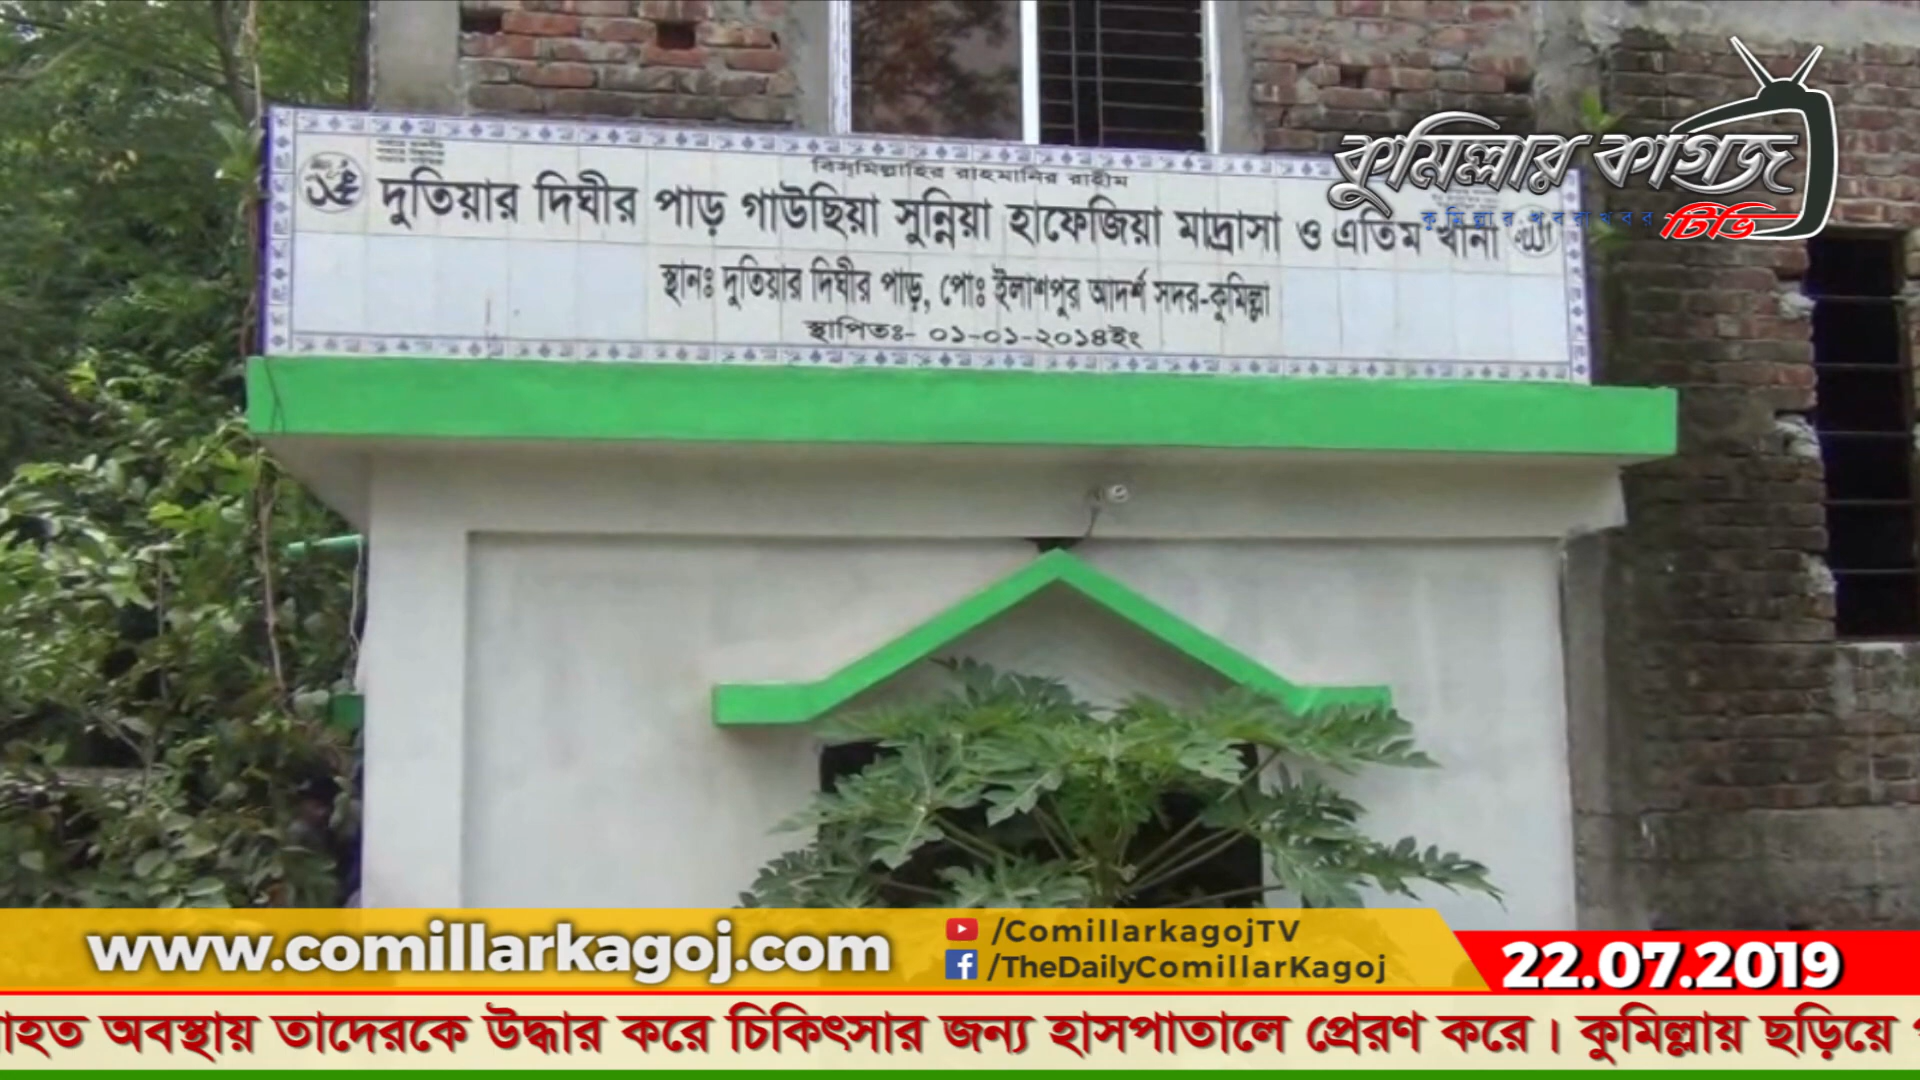 বিসমিল্লাহির রাহমানির রাহীম
দুতিয়ার দিঘীর পাড় গাউছিয়া সুন্নিয়া হাফেজিয়া মাদ্রাসা ও এতিম খানা
স্থানঃ দুতিয়ার দিঘীর পাড়, পোঃ ইলাশপুর আদর্শ সদর-কুমিল্লা
স্থাপিতঃ- ০১-০১-২০১৪ইং
কুমিল্লার কাগজ
টিভি
www.comillarkagoj.com
/ComillarkagojTV
/TheDailyComillarKagoj
22.07.2019
অবস্থায় তাদেরকে উদ্ধার করে চিকিৎসার জন্য হাসপাতালে প্রেরণ করে। কুমিল্লায় ছড়িয়ে